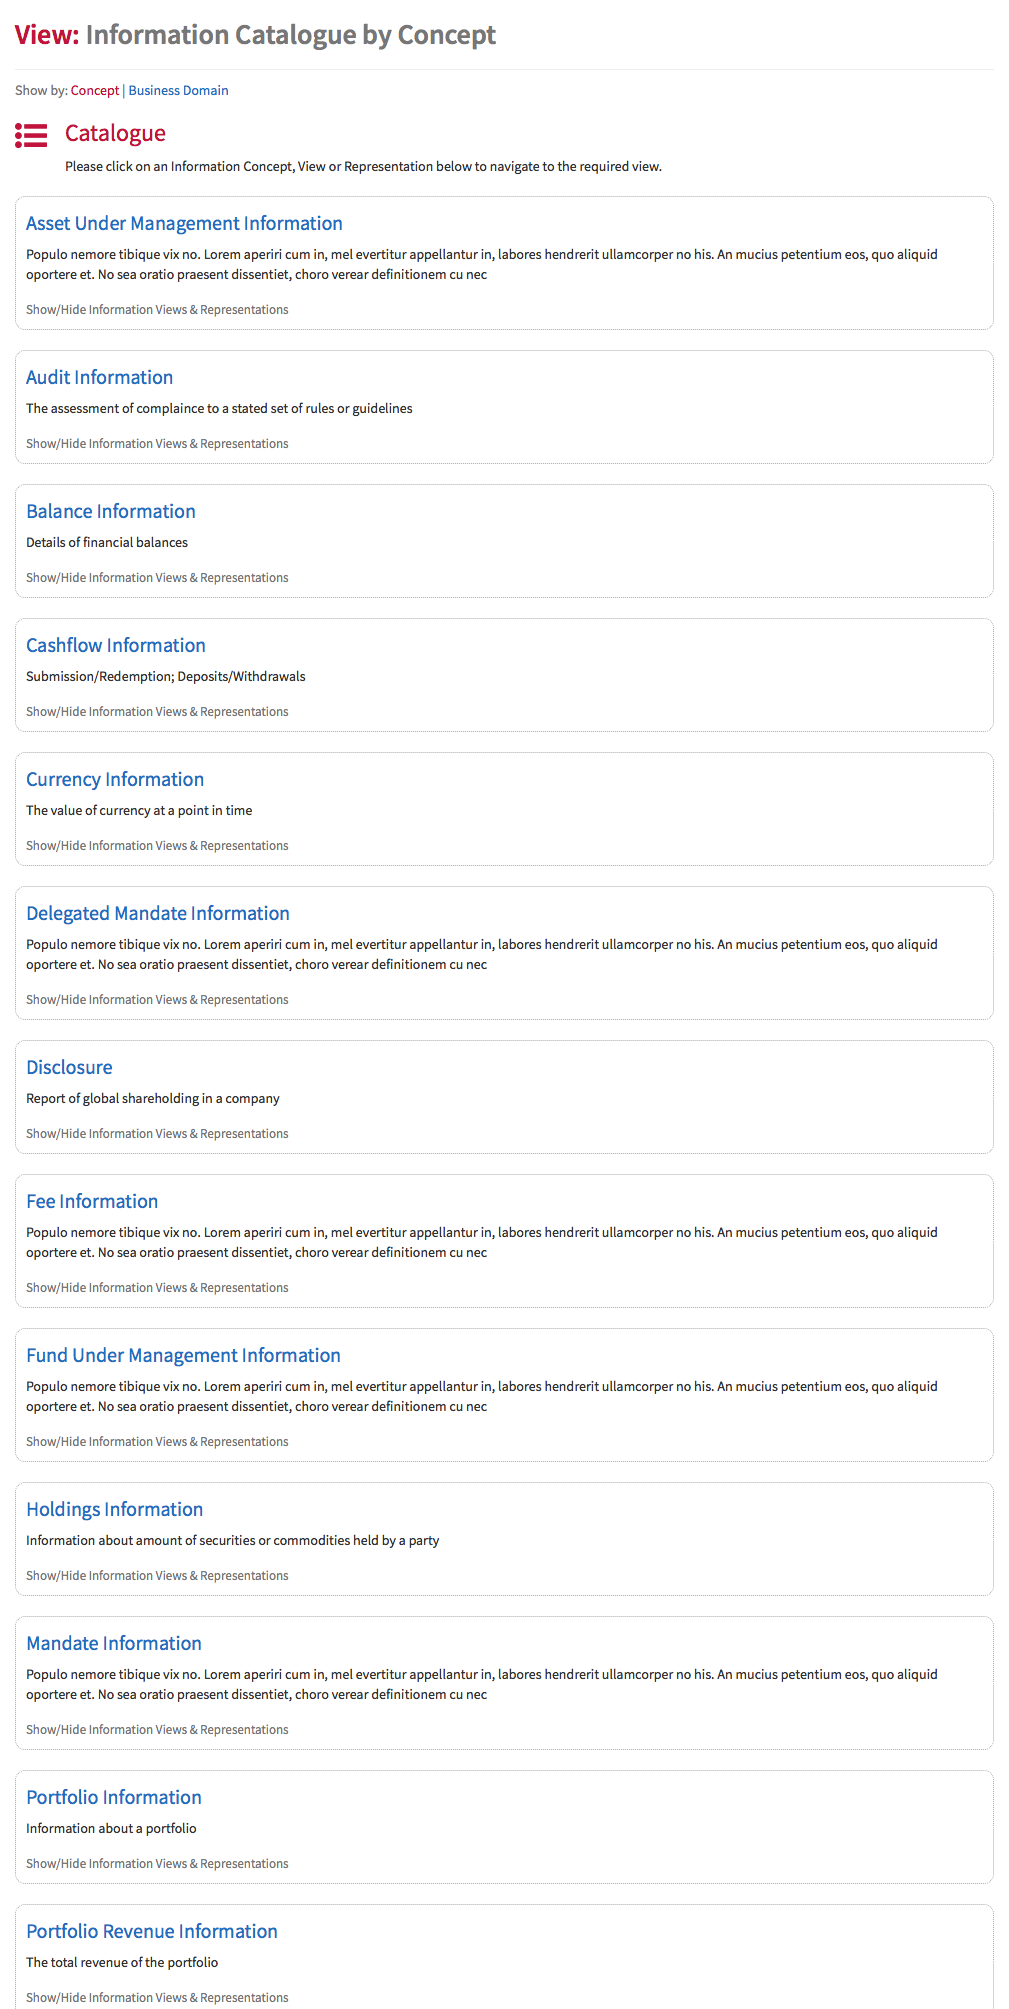 View: Information Catalogue by Concept
Show by: Concept | Business Domain
Catalogue
Please click on an Information Concept, View or Representation below to navigate to the required view.
Asset Under Management Information
Populo nemore tibique vix no. Lorem aperiri cum in, mel evertitur appellantur in, labores hendrerit ullamcorper no his. An mucius petentium eos, quo aliquid
oportere et. No sea oratio praesent dissentiet, choro verear definitionem cu nec
Show/Hide Information Views & Representations
Audit Information
The assessment of complaince to a stated set of rules or guidelines
Show/Hide Information Views & Representations
Balance Information
Details of financial balances
Show/Hide Information Views & Representations
Cashflow Information
Submission/Redemption; Deposits/Withdrawals
Show/Hide Information Views & Representations
Currency Information
The value of currency at a point in time
Show/Hide Information Views & Representations
Delegated Mandate Information
Populo nemore tibique vix no. Lorem aperiri cum in, mel evertitur appellantur in, labores hendrerit ullamcorper no his. An mucius petentium eos, quo aliquid
oportere et. No sea oratio praesent dissentiet, choro verear definitionem cu nec
Show/Hide Information Views & Representations
Disclosure
Report of global shareholding in a company
Show/Hide Information Views & Representations
Fee Information
Populo nemore tibique vix no. Lorem aperiri cum in, mel evertitur appellantur in, labores hendrerit ullamcorper no his. An mucius petentium eos, quo aliquid
oportere et. No sea oratio praesent dissentiet, choro verear definitionem cu nec
Show/Hide Information Views & Representations
Fund Under Management Information
Populo nemore tibique vix no. Lorem aperiri cum in, mel evertitur appellantur in, labores hendrerit ullamcorper no his. An mucius petentium eos, quo aliquid
oportere et. No sea oratio praesent dissentiet, choro verear definitionem cu nec
Show/Hide Information Views & Representations
Holdings Information
Information about amount of securities or commodities held by a party
Show/Hide Information Views & Representations
Mandate Information
Populo nemore tibique vix no. Lorem aperiri cum in, mel evertitur appellantur in, labores hendrerit ullamcorper no his. An mucius petentium eos, quo aliquid
oportere et. No sea oratio praesent dissentiet, choro verear definitionem cu nec
Show/Hide Information Views & Representations
Portfolio Information
Information about a portfolio
Show/Hide Information Views & Representations
Portfolio Revenue Information
The total revenue of the portfolio
Show/Hide Information Views & Representations